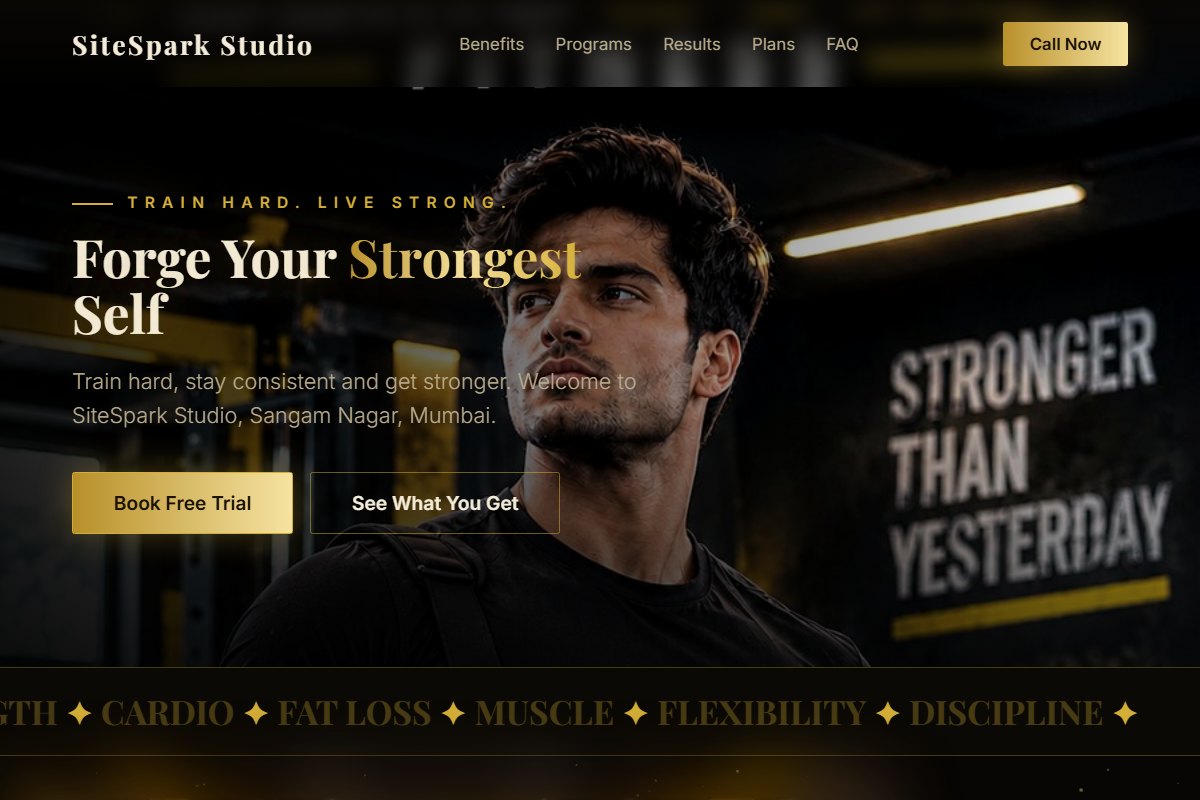 SiteSpark Studio
Benefits
Programs
Results
Plans
FAQ
Call Now
TRAIN HARD. LIVE STRONG.
Forge Your Strongest
Self
Train hard, stay consistent and get stronger. Welcome to
SiteSpark Studio, Sangam Nagar, Mumbai.
Book Free Trial
See What You Get
STRONGER
THAN
YESTERDAY
✦ CARDIO ✦ FAT LOSS ✦ MUSCLE ✦ FLEXIBILITY ✦ DISCIPLINE ✦